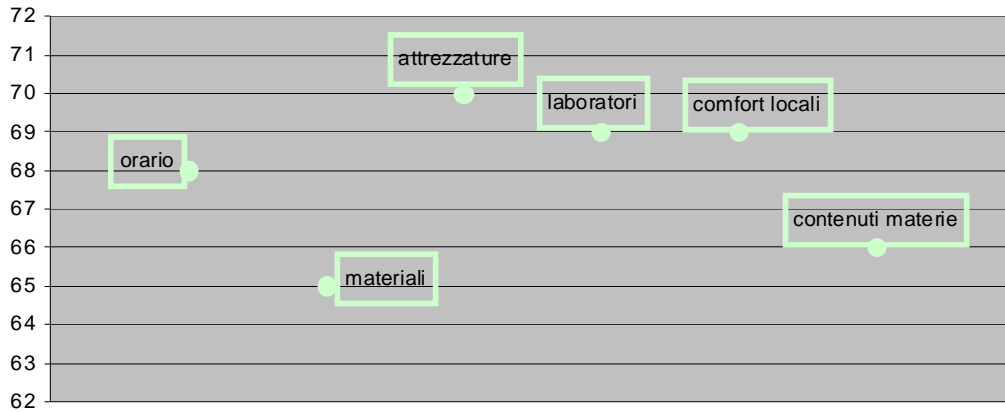 72
71
70
69
68
67
66
65
64
63
62
attrezzature
laboratori
comfort locali
orario
contenuti materie
materiali